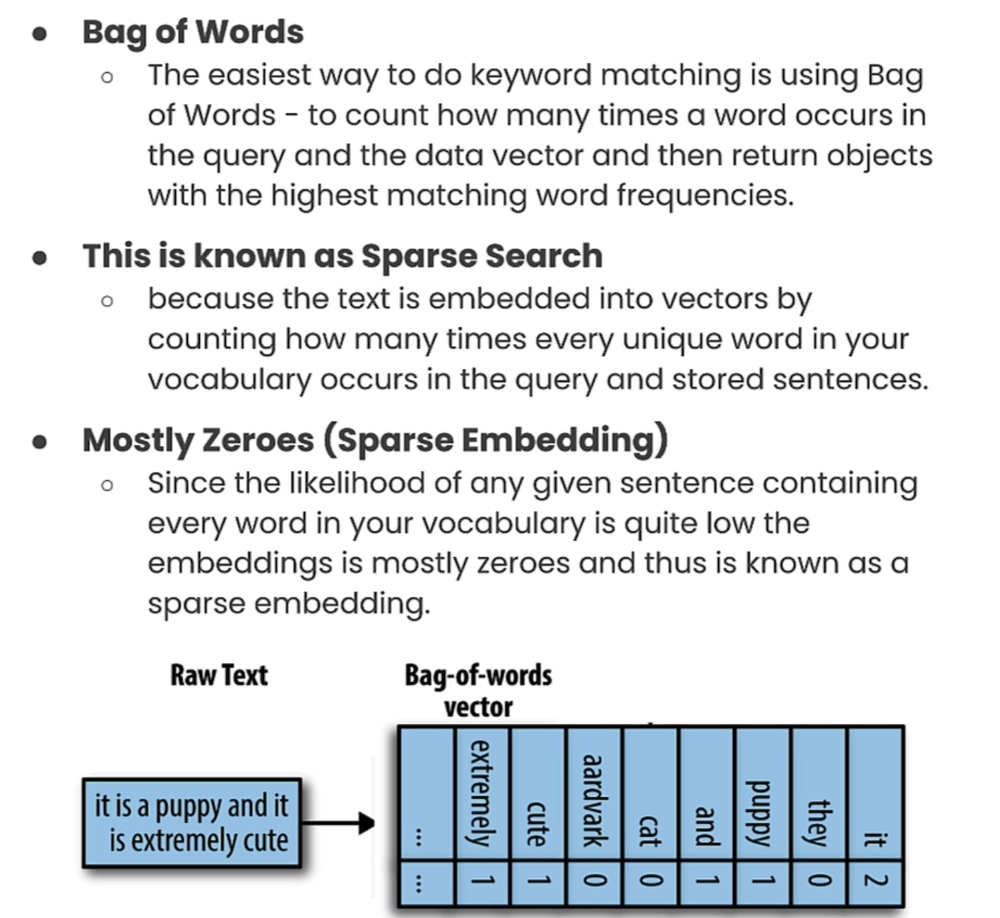 Bag of Words
The easiest way to do keyword matching is using Bag
of Words - to count how many times a word occurs in
the query and the data vector and then return objects
with the highest matching word frequencies.
This is known as Sparse Search
because the text is embedded into vectors by
counting how many times every unique word in your
vocabulary occurs in the query and stored sentences.
Mostly Zeroes (Sparse Embedding)
Since the likelihood of any given sentence containing
every word in your vocabulary is quite low the
embeddings is mostly zeroes and thus is known as a
sparse embedding.
Raw Text
Bag-of-words
vector
it is a puppy and it
is extremely cute
... extremely cute aardvark cat and puppy they it
... 1 1 0 0 1 1 0 2